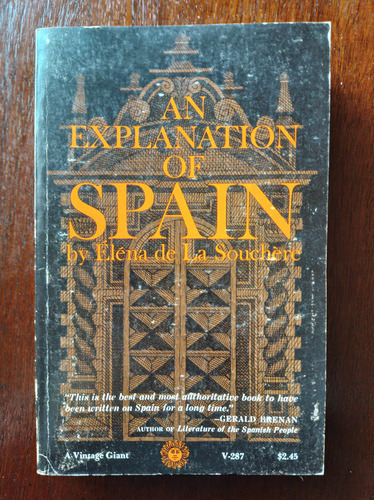 AN
EXPLANATION
OF
SPAIN
by Eléna de La Souchère
"This is the best and most authoritative book to have
been written on Spain for a long time."
—GERALD BRENAN
AUTHOR OF Literature of the Spanish People
A Vintage Giant
V-287
$2.45